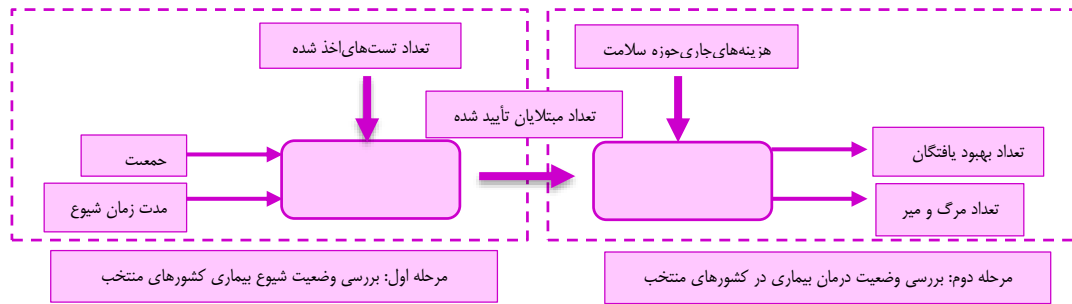 تعداد تست‌های‌اخذ شده
هزینه‌های‌جاری‌حوزه سلامت
تعداد مبتلایان تأیید شده
جمعیت
مدت زمان شیوع
تعداد بهبود یافتگان
تعداد مرگ و میر
مرحله اول: بررسی وضعیت شیوع بیماری کشورهای منتخب
مرحله دوم: بررسی وضعیت درمان بیماری در کشورهای منتخب